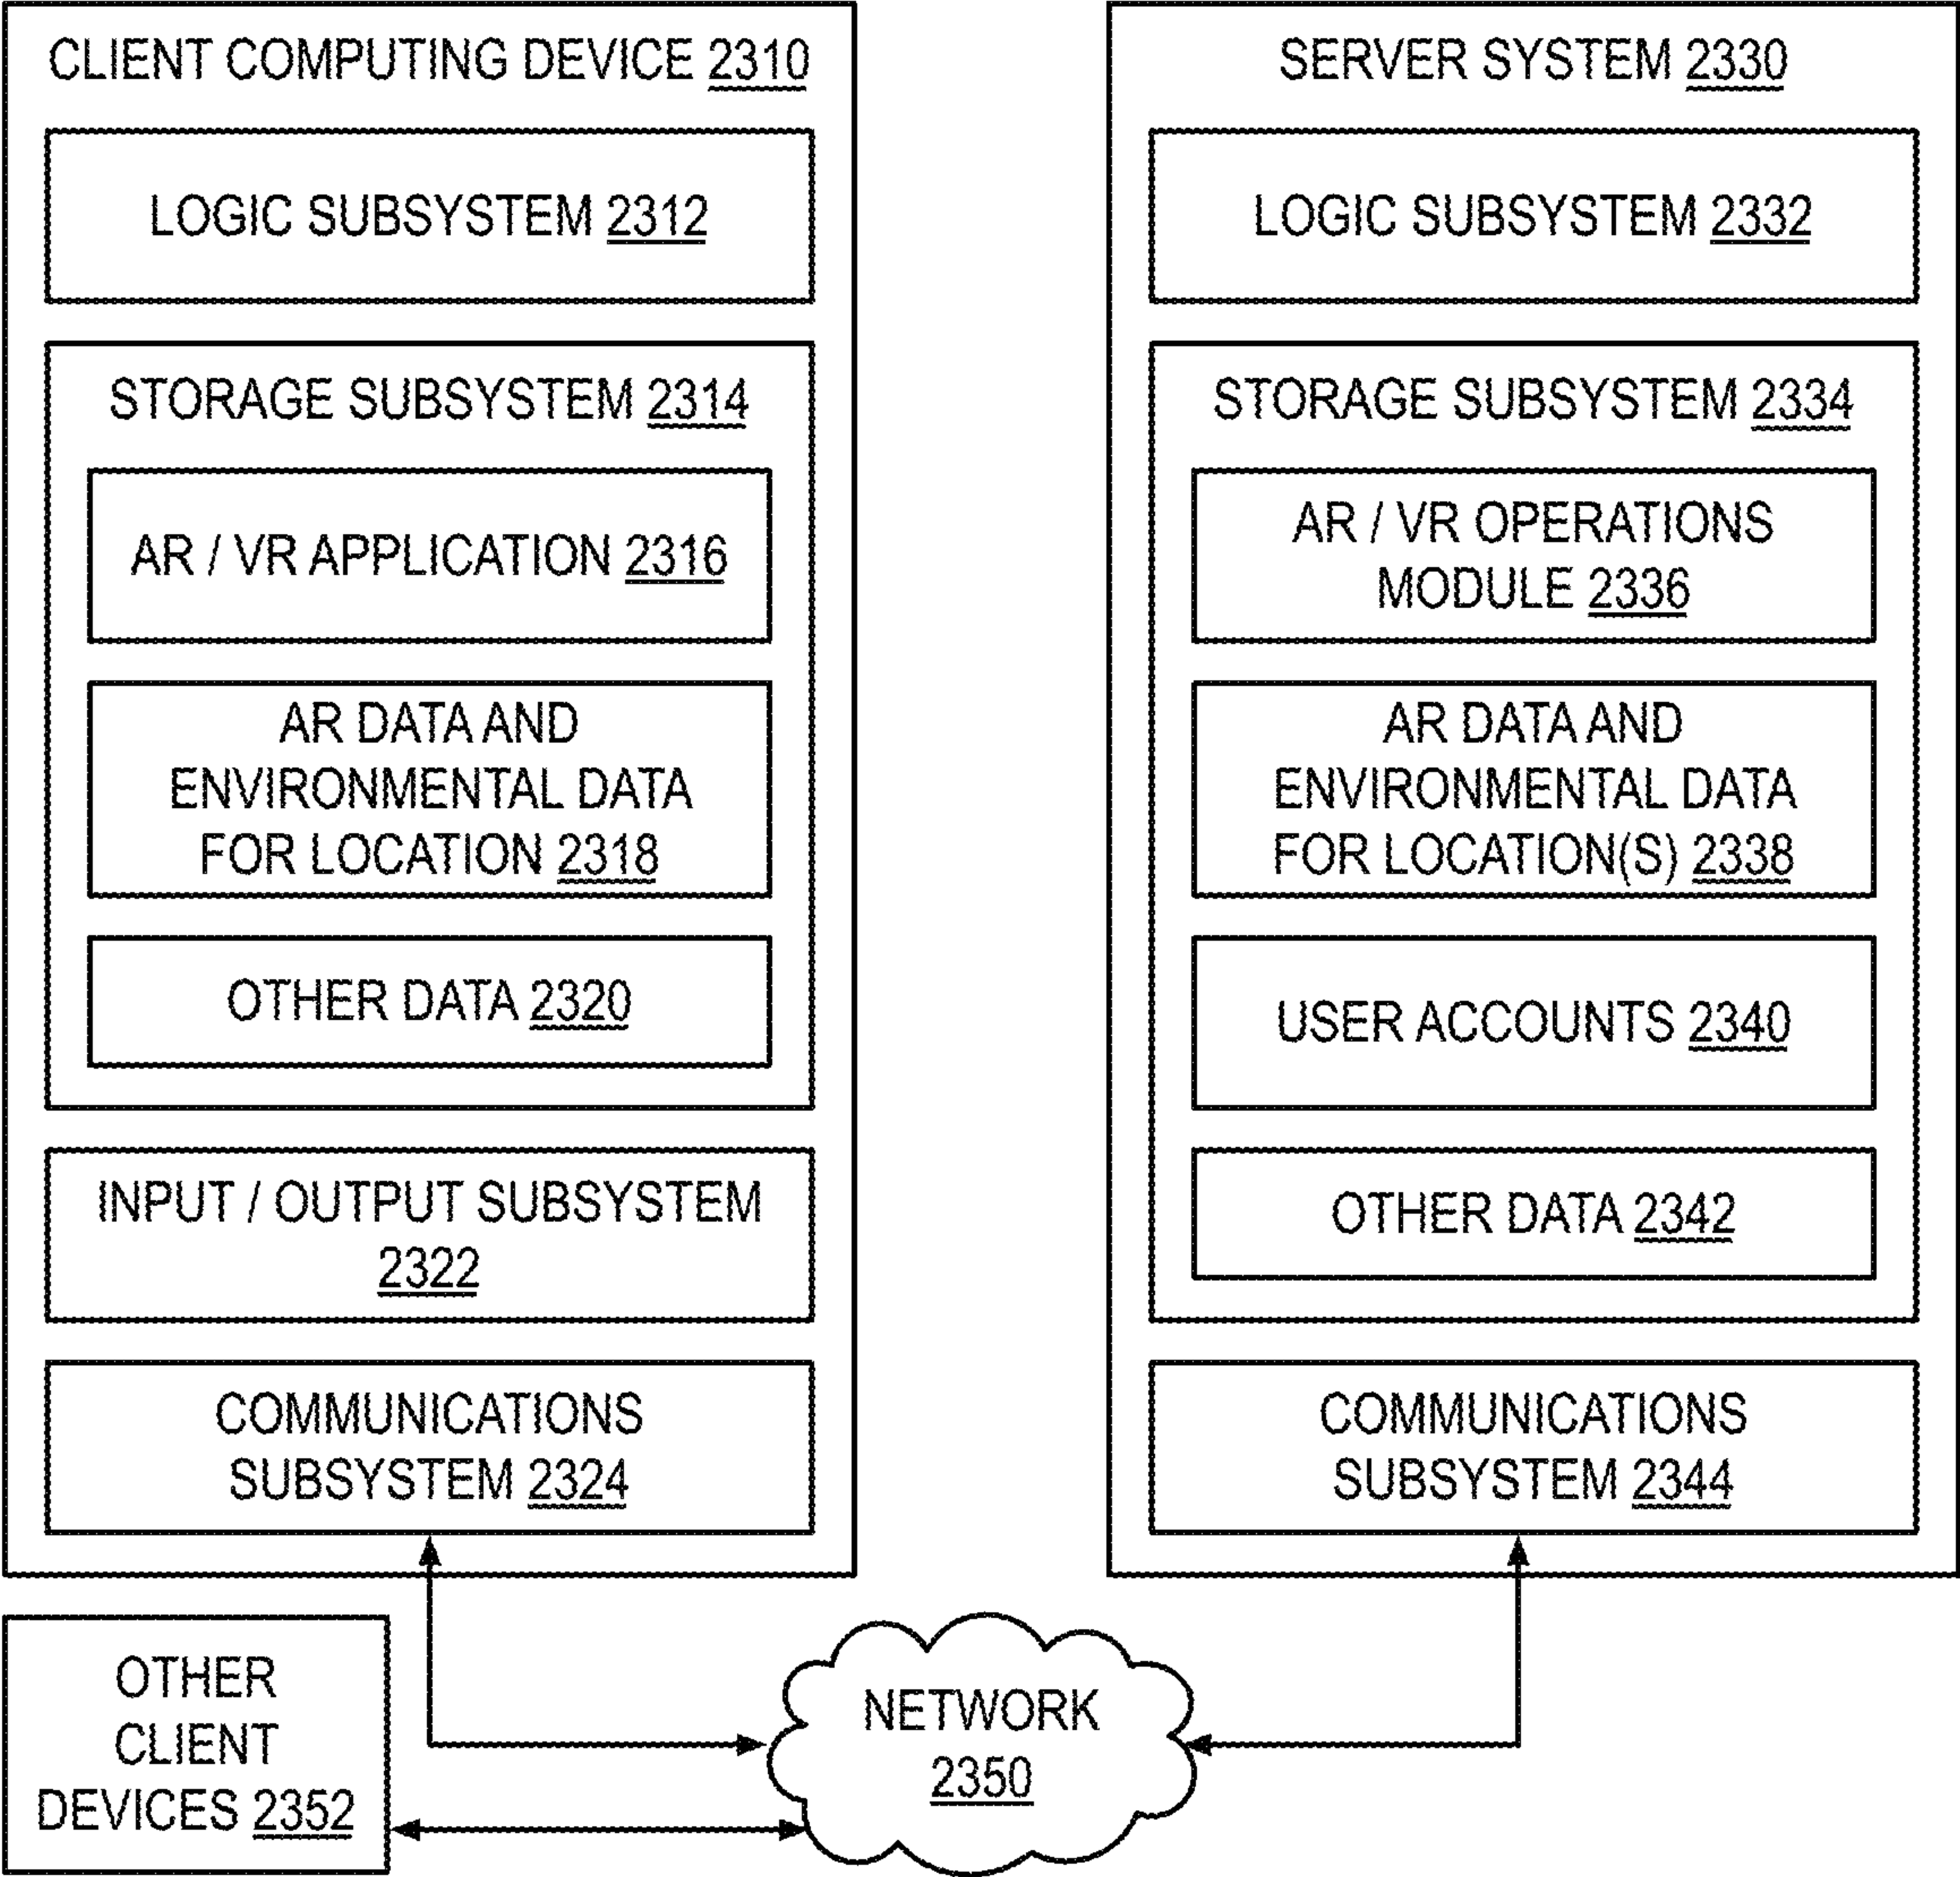 CLIENT COMPUTING DEVICE 2310
LOGIC SUBSYSTEM 2312
STORAGE SUBSYSTEM 2314
AR / VR APPLICATION 2316
AR DATA AND
ENVIRONMENTAL DATA
FOR LOCATION 2318
OTHER DATA 2320
INPUT / OUTPUT SUBSYSTEM
2322
COMMUNICATIONS
SUBSYSTEM 2324
SERVER SYSTEM 2330
LOGIC SUBSYSTEM 2332
STORAGE SUBSYSTEM 2334
AR / VR OPERATIONS
MODULE 2336
AR DATA AND
ENVIRONMENTAL DATA
FOR LOCATION(S) 2338
USER ACCOUNTS 2340
OTHER DATA 2342
COMMUNICATIONS
SUBSYSTEM 2344
OTHER
CLIENT
DEVICES 2352
NETWORK
2350